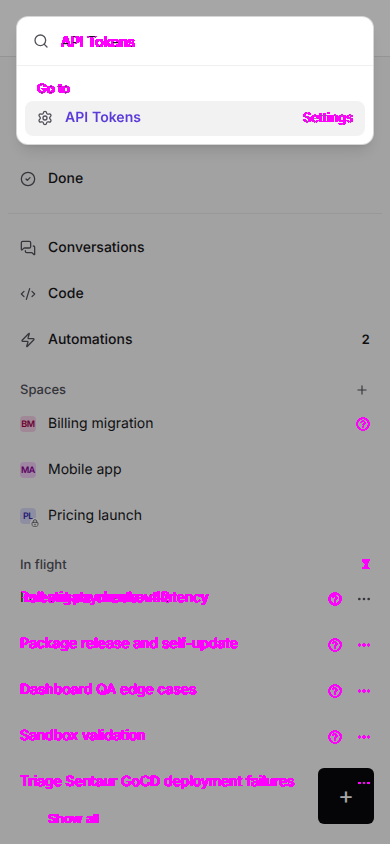 API Tokens
Go to
API Tokens Settings
Done
Conversations
Code
Automations 2
Spaces +
BM Billing migration
MA Mobile app
PL Pricing launch
In flight
latency
Package release and self-update
Dashboard QA edge cases
Sandbox validation
Triage Sentaur GoCD deployment failures
Show all